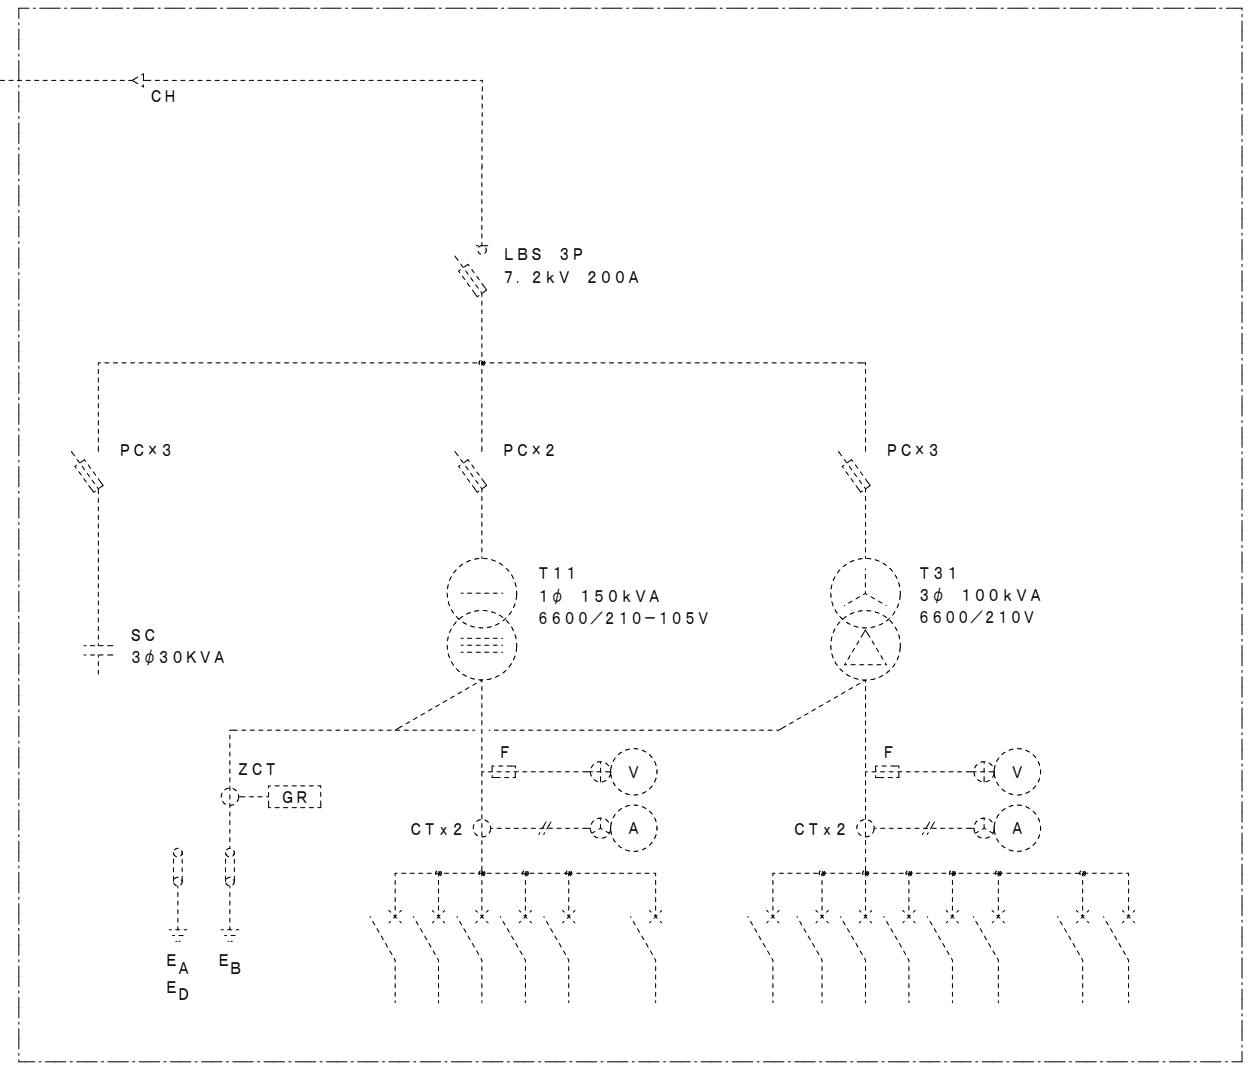 CH
LBS 3P
7.2kV 200A
PC×3
PC×2
PC×3
T11
1φ 150kVA
6600/210-105V
T31
3φ 100kVA
6600/210V
SC
3φ30KVA
F
V
F
V
ZCT
GR
CTx2
A
CTx2
A
EA
ED
EB